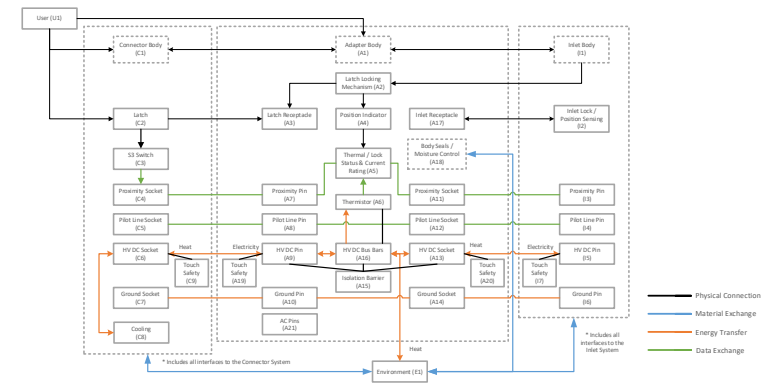 User (U1)
Connector Body
(C1)
Adapter Body
(A1)
Inlet Body
(I1)
Latch Locking
Mechanism (A2)
Latch
(C2)
Latch Receptacle
(A3)
Position Indicator
(A4)
Inlet Receptacle
(A17)
Inlet Lock /
Position Sensing
(I2)
S3 Switch
(C3)
Thermal / Lock
Status & Current
Rating (A5)
Body Seals /
Moisture Control
(A18)
Proximity Socket
(C4)
Proximity Pin
(A7)
Thermistor (A6)
Proximity Socket
(A11)
Proximity Pin
(I3)
Pilot Line Socket
(C5)
Pilot Line Pin
(A8)
Pilot Line Socket
(A12)
Pilot Line Pin
(I4)
HV DC Socket
(C6)
Heat
Electricity
HV DC Pin
(A9)
HV DC Bus Bars
(A16)
HV DC Socket
(A13)
Heat
Electricity
HV DC Pin
(I5)
Touch
Safety
(C9)
Touch
Safety
(A19)
Isolation Barrier
(A15)
Touch
Safety
(A20)
Touch
Safety
(I7)
Ground Socket
(C7)
Ground Pin
(A10)
Ground Socket
(A14)
Ground Pin
(I6)
Cooling
(C8)
AC Pins
(A21)
Heat
* Includes all interfaces to the Connector System
Environment (E1)
* Includes all
interfaces to the
Inlet System
Physical Connection
Material Exchange
Energy Transfer
Data Exchange